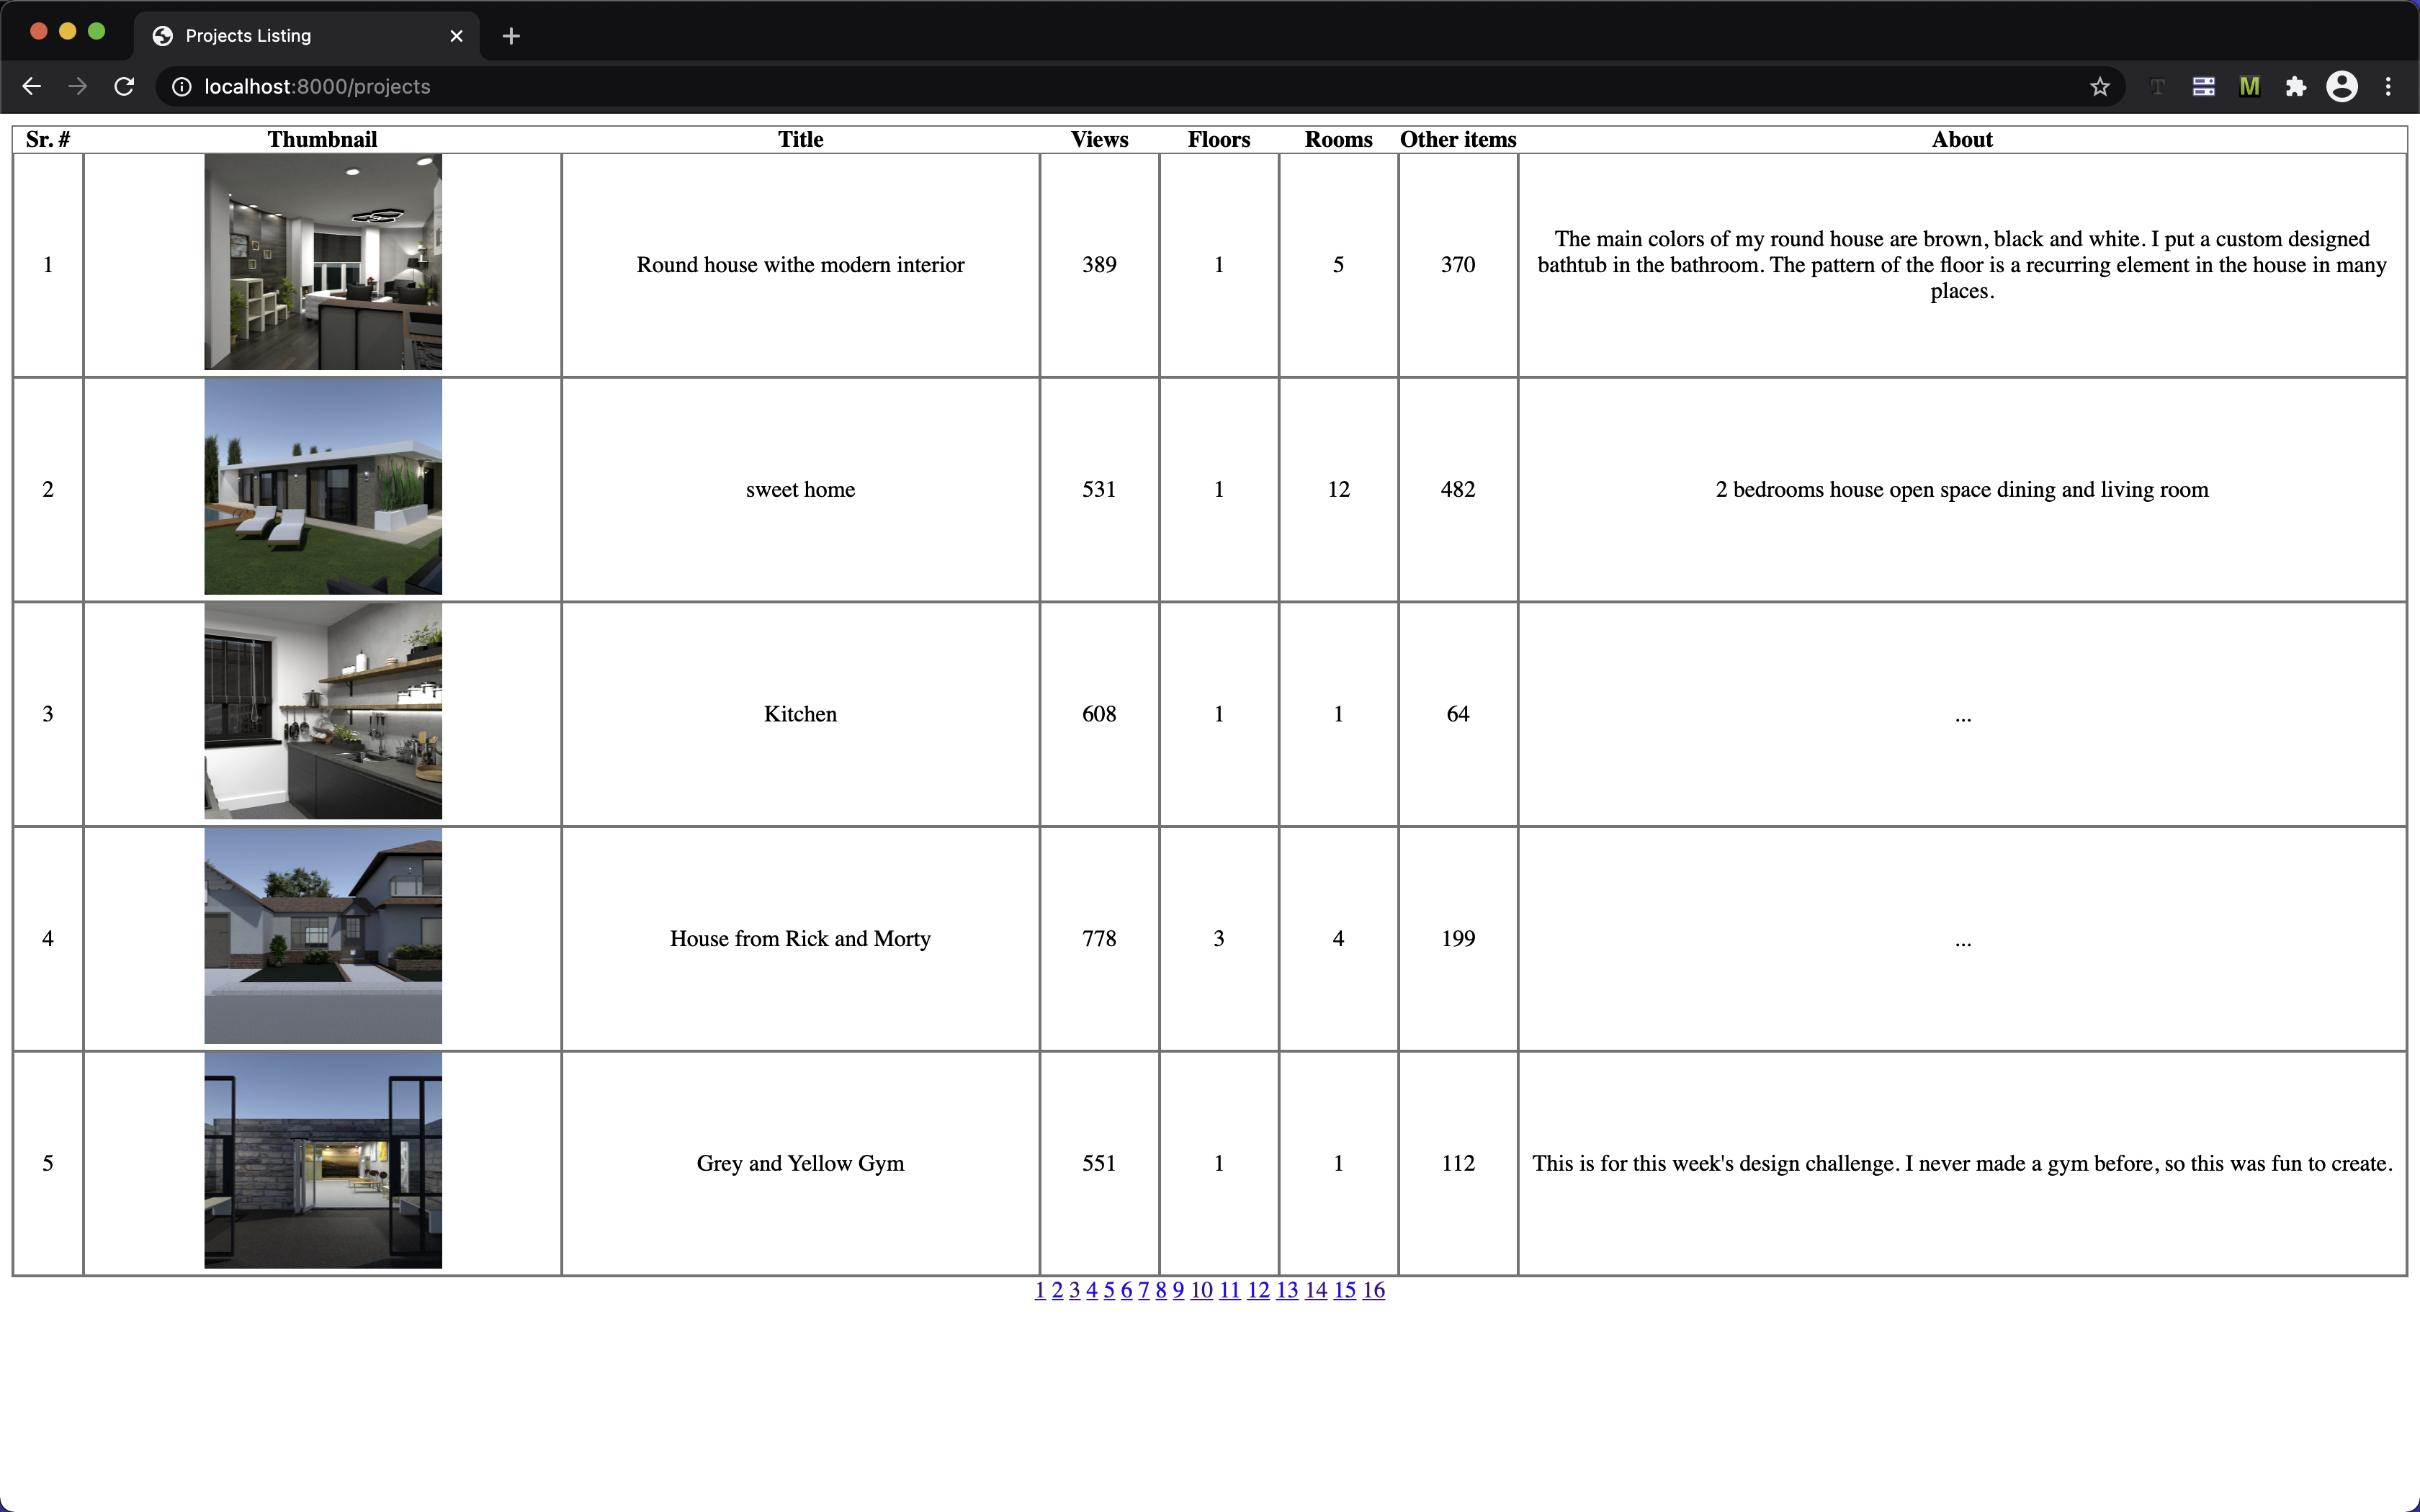 Projects Listing
localhost:8000/projects
T M
Sr. # Thumbnail Title Views Floors Rooms Other items About
1 Round house withe modern interior 389 1 5 370 The main colors of my round house are brown, black and white. I put a custom designed
bathtub in the bathroom. The pattern of the floor is a recurring element in the house in many
places.
2 sweet home 531 1 12 482 2 bedrooms house open space dining and living room
3 Kitchen 608 1 1 64 ...
4 House from Rick and Morty 778 3 4 199 ...
5 Grey and Yellow Gym 551 1 1 112 This is for this week's design challenge. I never made a gym before, so this was fun to create.
1 2 3 4 5 6 7 8 9 10 11 12 13 14 15 16